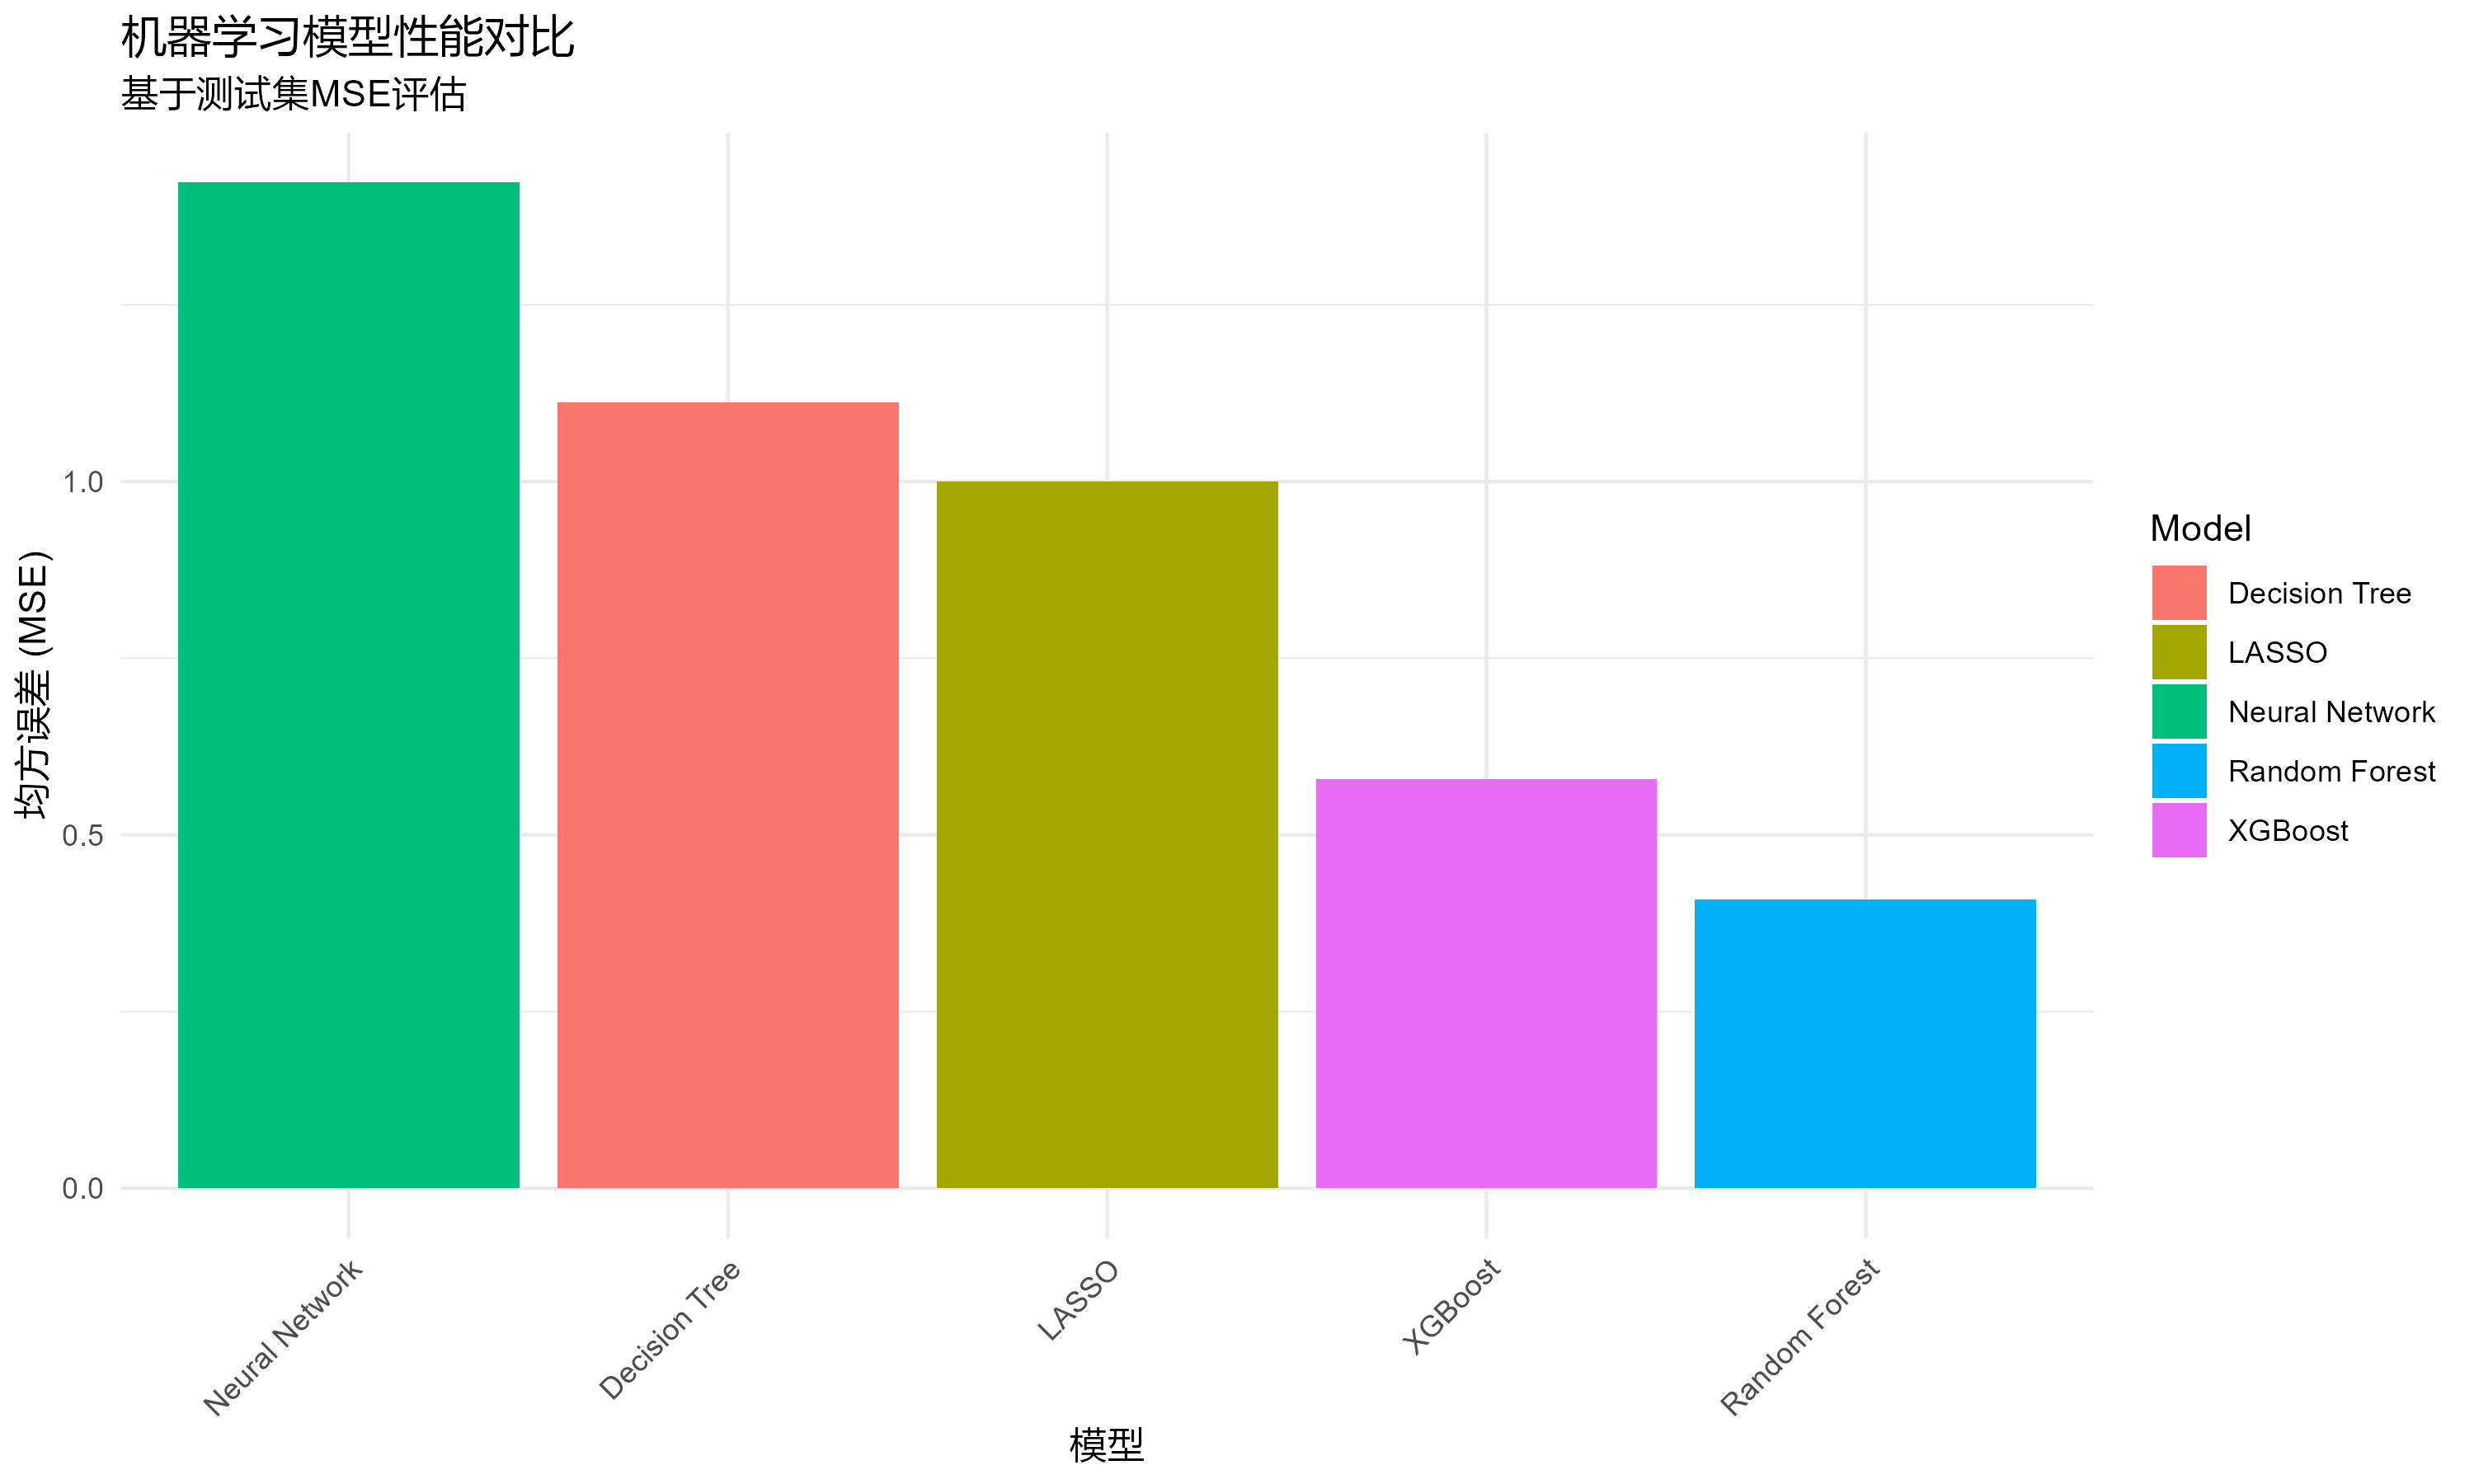 机器学习模型性能对比
基于测试集MSE评估
均方误差 (MSE)
1.0
0.5
0.0
Neural Network
Decision Tree
LASSO
XGBoost
Random Forest
模型
Model
Decision Tree
LASSO
Neural Network
Random Forest
XGBoost